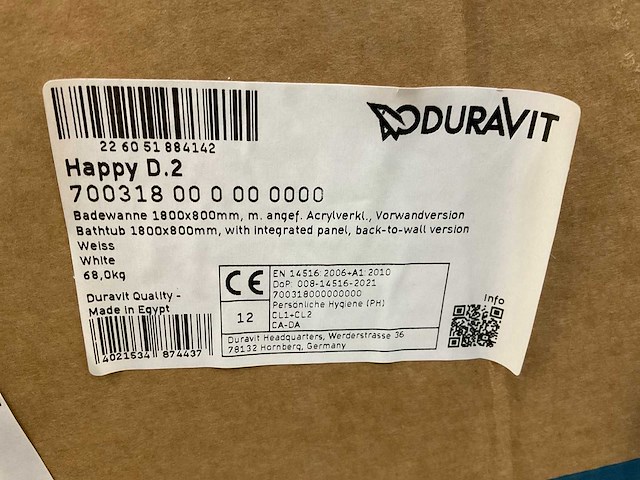 DURAVIT
22 60 51 884142
Happy D.2
700318 00 0 00 0000
Badewanne 1800x800mm, m. angef. Acrylverkl., Vorwandversion
Bathtub 1800x800mm, with integrated panel, back-to-wall version
Weiss
White
68,0kg
Duravit Quality -
Made in Egypt
4021534 874437
CE
12
EN 14516:2006+A1:2010
DoP: 008-14516-2021
700318000000000
Persönliche Hygiene (PH)
CL1+CL2
CA-DA
Duravit Headquarters, Werderstrasse 36
78132 Hornberg, Germany
Info